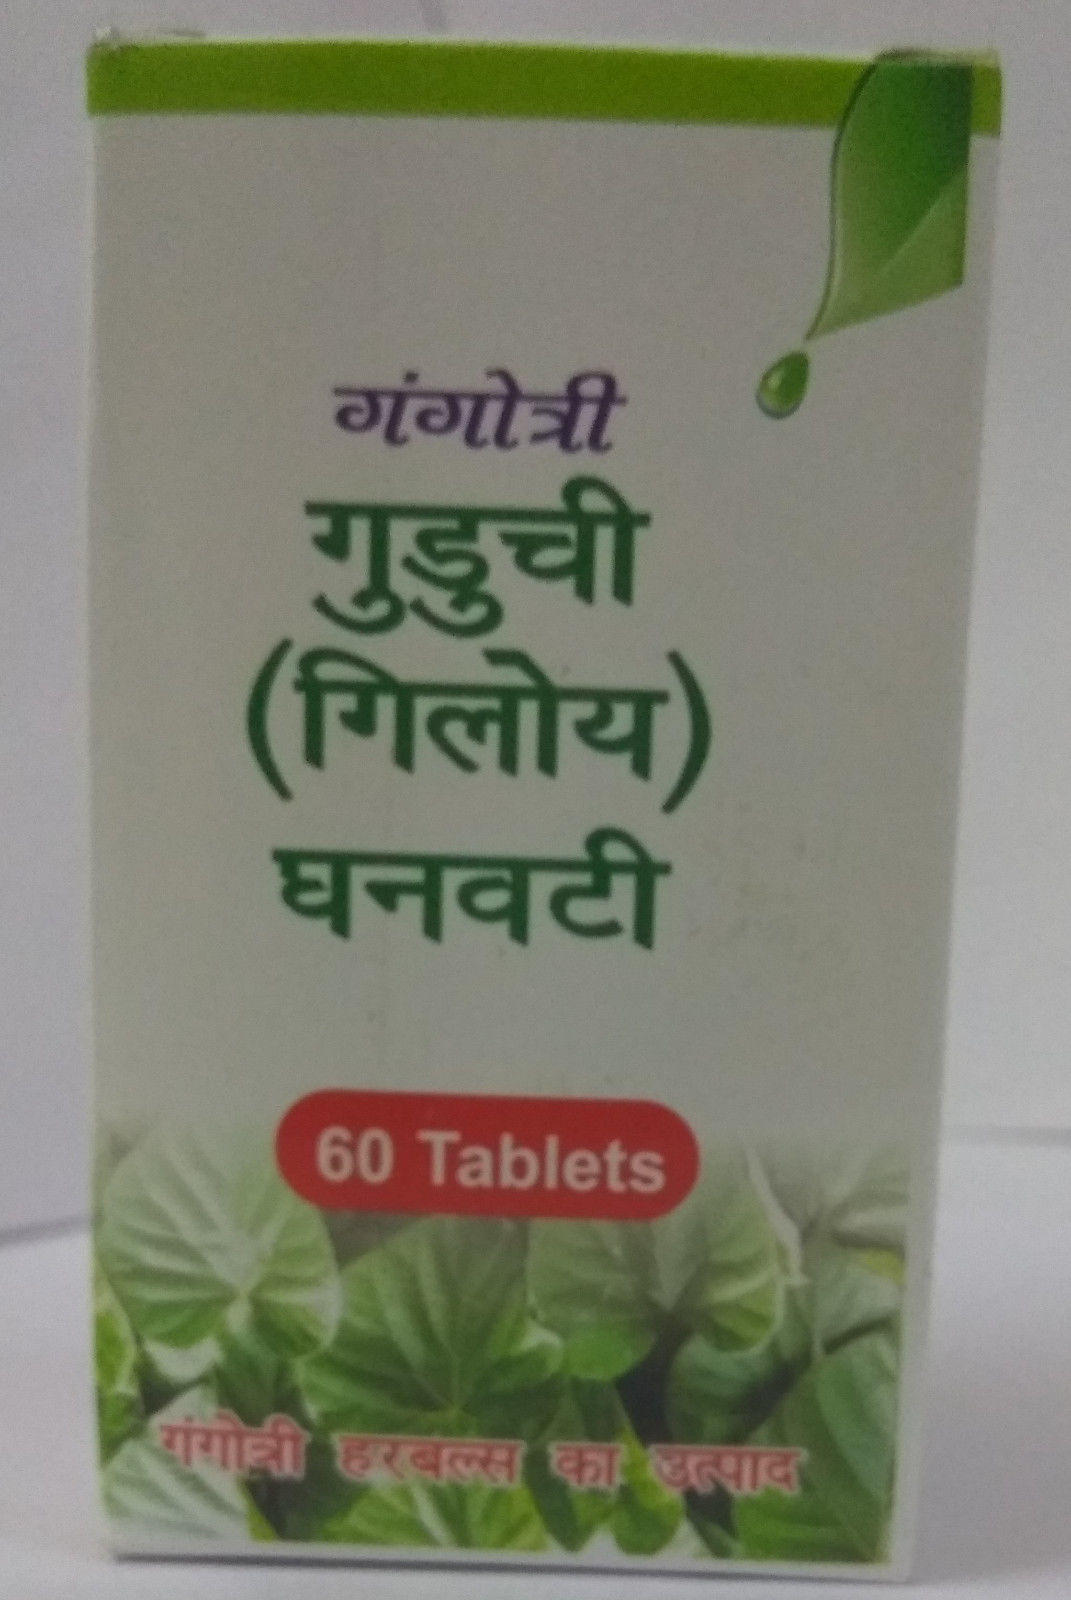 गंगोत्री
गुडुची
(गिलोय)
घनवटी
60 Tablets
गंगोत्री हरबल्स का उत्पाद